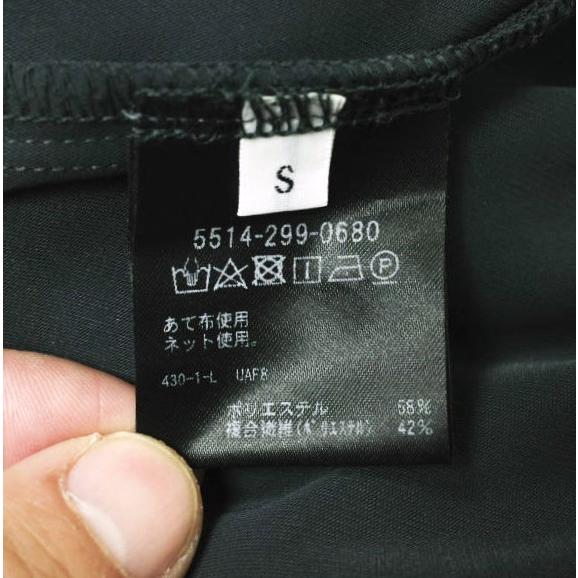 S
5514-299-0680
あて布使用
ネット使用。
430-1-L UAF8
ポリエステル 58%
複合繊維(ポリエステル) 42%